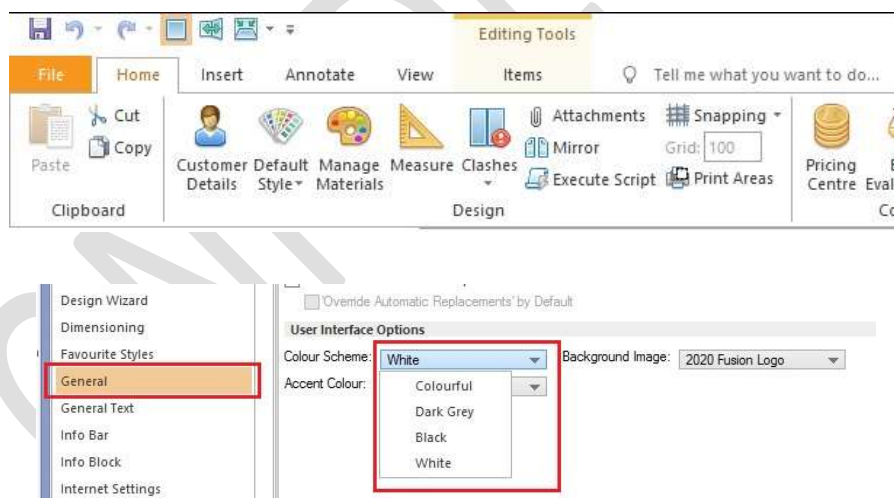 Editing Tools
File Home Insert Annotate View Items Tell me what you want to do...
Cut Attachments Snapping
Copy Mirror Grid: 100
Paste Customer Details Default Style Manage Materials Measure Clashes Execute Script Print Areas Pricing Centre
Clipboard Design
'Override Automatic Replacements' by Default
Design Wizard
User Interface Options
Dimensioning
Favourite Styles Colour Scheme: White Background Image: 2020 Fusion Logo
General Accent Colour: Colourful
General Text Dark Grey
Info Bar Black
Info Block White
Internet Settings